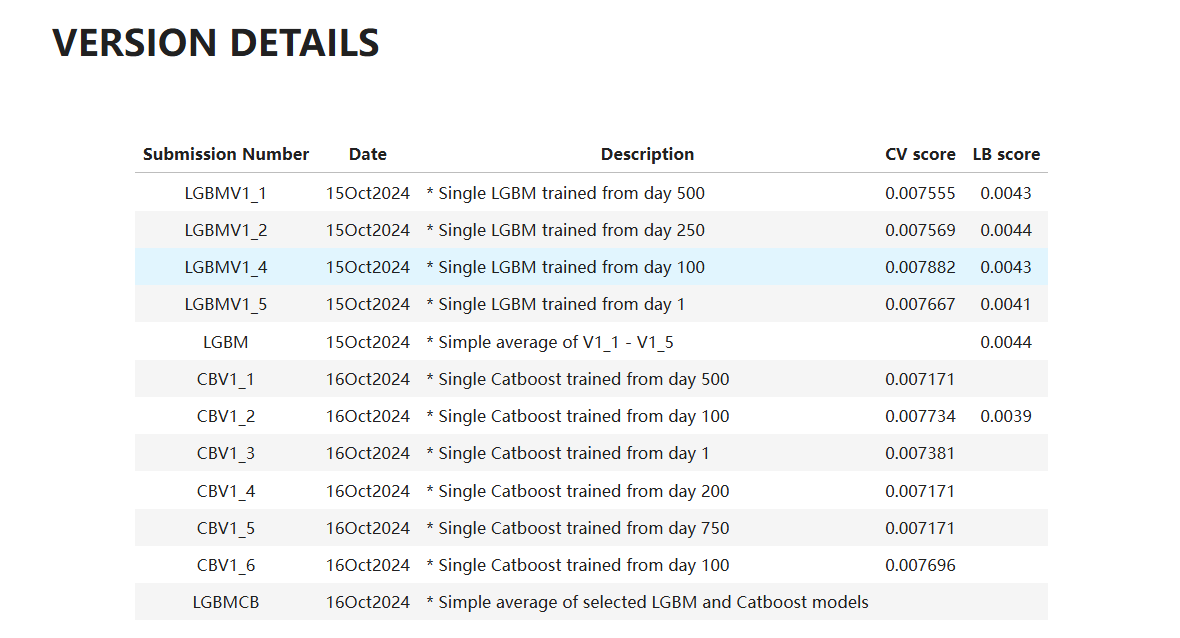 VERSION DETAILS
Submission Number Date Description CV score LB score
LGBMV1_1 15Oct2024 * Single LGBM trained from day 500 0.007555 0.0043
LGBMV1_2 15Oct2024 * Single LGBM trained from day 250 0.007569 0.0044
LGBMV1_4 15Oct2024 * Single LGBM trained from day 100 0.007882 0.0043
LGBMV1_5 15Oct2024 * Single LGBM trained from day 1 0.007667 0.0041
LGBM 15Oct2024 * Simple average of V1_1 - V1_5 0.0044
CBV1_1 16Oct2024 * Single Catboost trained from day 500 0.007171
CBV1_2 16Oct2024 * Single Catboost trained from day 100 0.007734 0.0039
CBV1_3 16Oct2024 * Single Catboost trained from day 1 0.007381
CBV1_4 16Oct2024 * Single Catboost trained from day 200 0.007171
CBV1_5 16Oct2024 * Single Catboost trained from day 750 0.007171
CBV1_6 16Oct2024 * Single Catboost trained from day 100 0.007696
LGBMCB 16Oct2024 * Simple average of selected LGBM and Catboost models